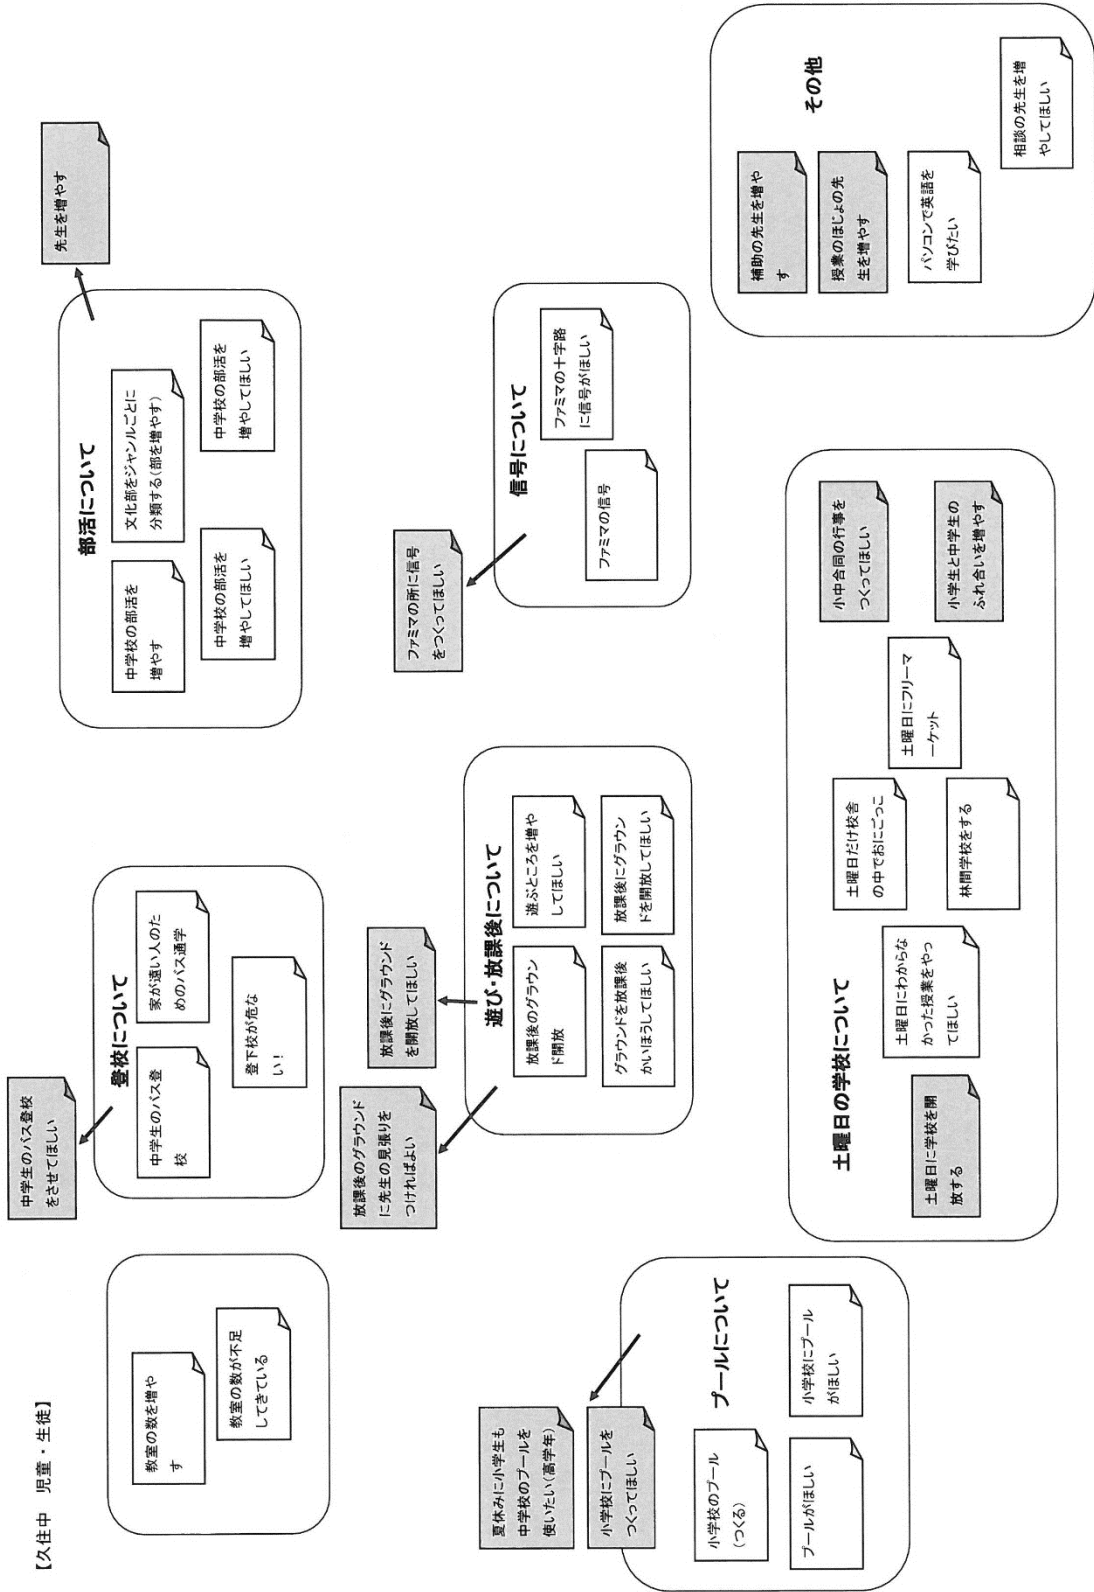 【久住中　児童・生徒】
教室の数を増や
す
教室の数が不足
してきている
中学生のバス登校
をさせてほしい
登校について
中学生のバス登
校
家が遠い人のた
めのバス通学
登下校が危な
い！
部活について
中学校の部活を
増やす
文化部をジャンルごとに
分類する（部を増やす）
中学校の部活を
増やしてほしい
中学校の部活を
増やしてほしい
先生を増やす
放課後のグラウンド
に先生の見張りを
つければよい
放課後にグラウンド
を開放してほしい
遊び・放課後について
放課後のグラウン
ド開放
遊ぶところを増や
してほしい
グラウンドを放課後
かいほうしてほしい
放課後にグラウン
ドを開放してほしい
ファミマの所に信号
をつくってほしい
信号について
ファミマの信号
ファミマの十字路
に信号がほしい
夏休みに小学生も
中学校のプールを
使いたい（高学年）
小学校にプールを
つくってほしい
プールについて
小学校のプール
（つくる）
プールがほしい
小学校にプール
がほしい
土曜日の学校について
土曜日に学校を開
放する
土曜日にわからな
かった授業をやっ
てほしい
土曜日だけ校舎
の中でおにごっこ
林間学校をする
土曜日にフリーマ
ーケット
小中合同の行事を
つくってほしい
小学生と中学生の
ふれ合いを増やす
その他
補助の先生を増や
す
授業のほじょの先
生を増やす
パソコンで英語を
学びたい
相談の先生を増
やしてほしい